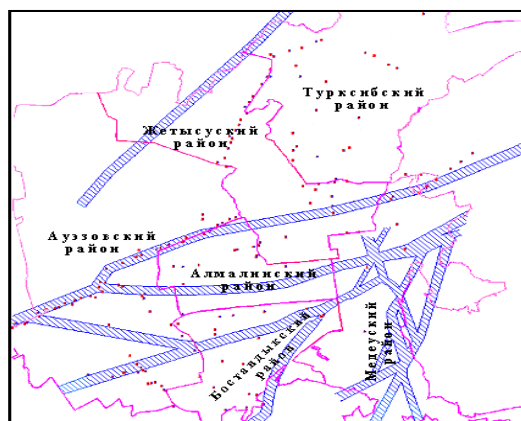 Турксибский
район
Жетысуский
район
Ауэзовский
район
Алмалинский
район
Бостандыкский
район
Медеуский
район